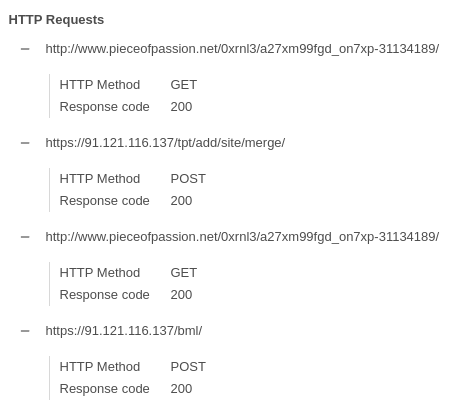 HTTP Requests
– http://www.pieceofpassion.net/0xrnl3/a27xm99fgd_on7xp-31134189/
HTTP Method GET
Response code 200
– https://91.121.116.137/tpt/add/site/merge/
HTTP Method POST
Response code 200
– http://www.pieceofpassion.net/0xrnl3/a27xm99fgd_on7xp-31134189/
HTTP Method GET
Response code 200
– https://91.121.116.137/bml/
HTTP Method POST
Response code 200